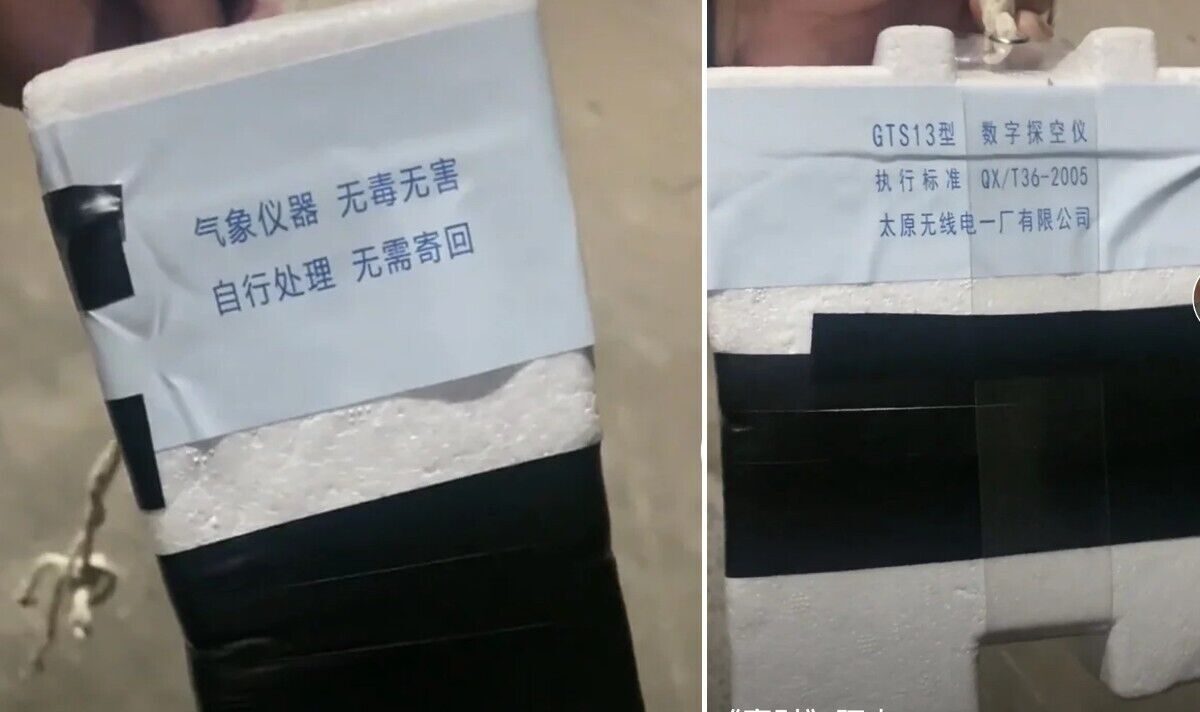 气象仪器 无毒无害
自行处理 无需寄回
GTS13型 数字探空仪
执行标准 QX/T36-2005
太原无线电一厂有限公司